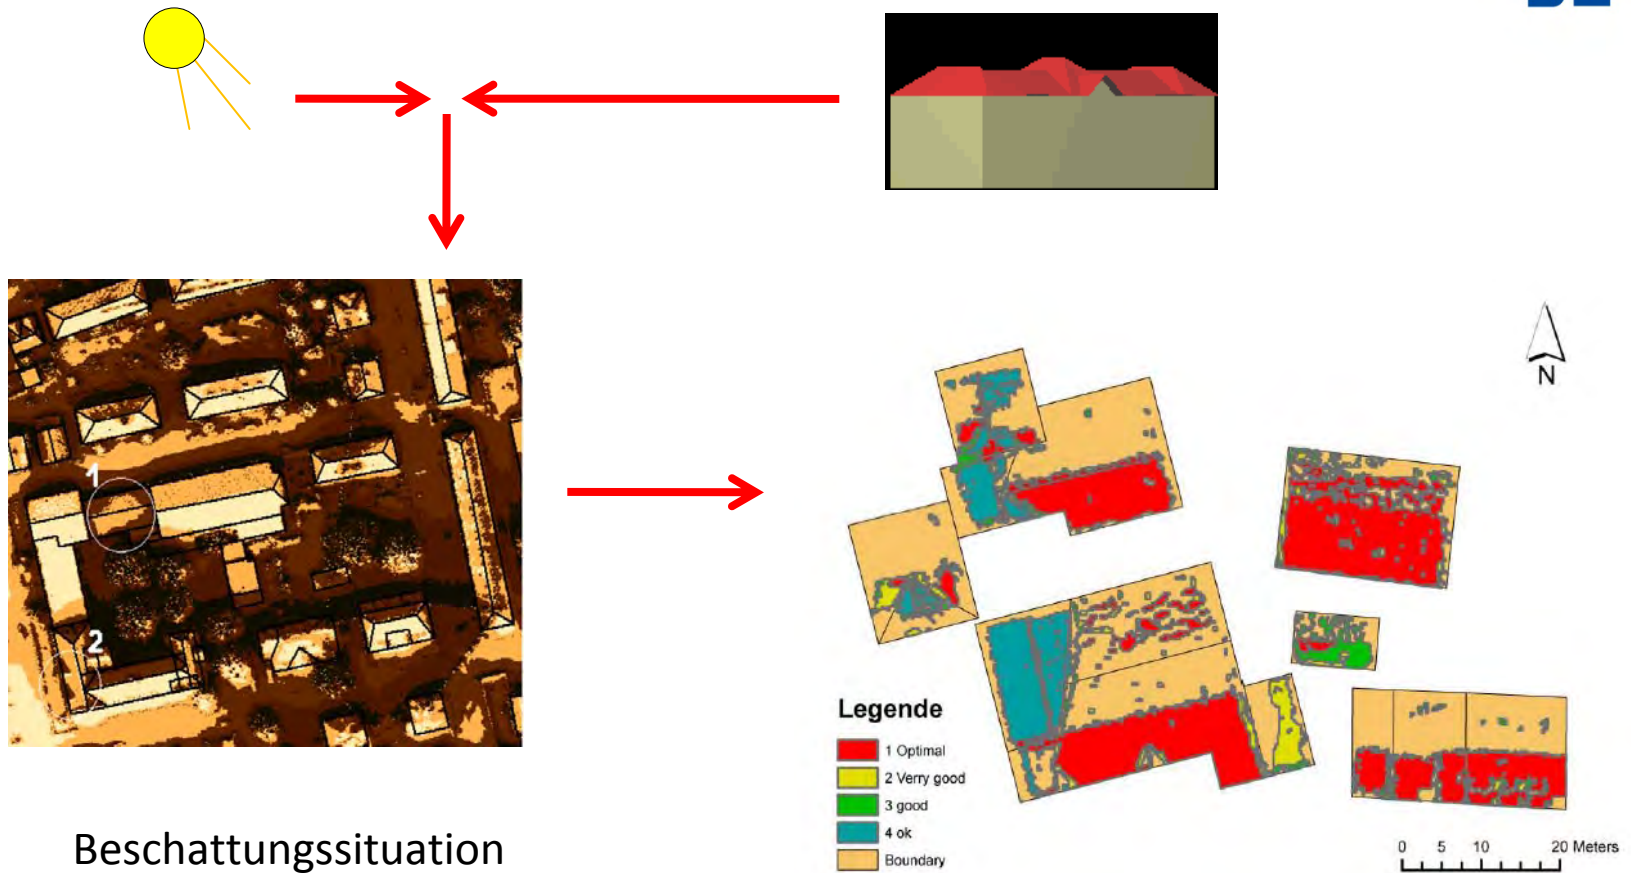 1
2
N
Legende
1 Optimal
2 Verry good
3 good
4 ok
Boundary
0 5 10 20 Meters
Beschattungssituation